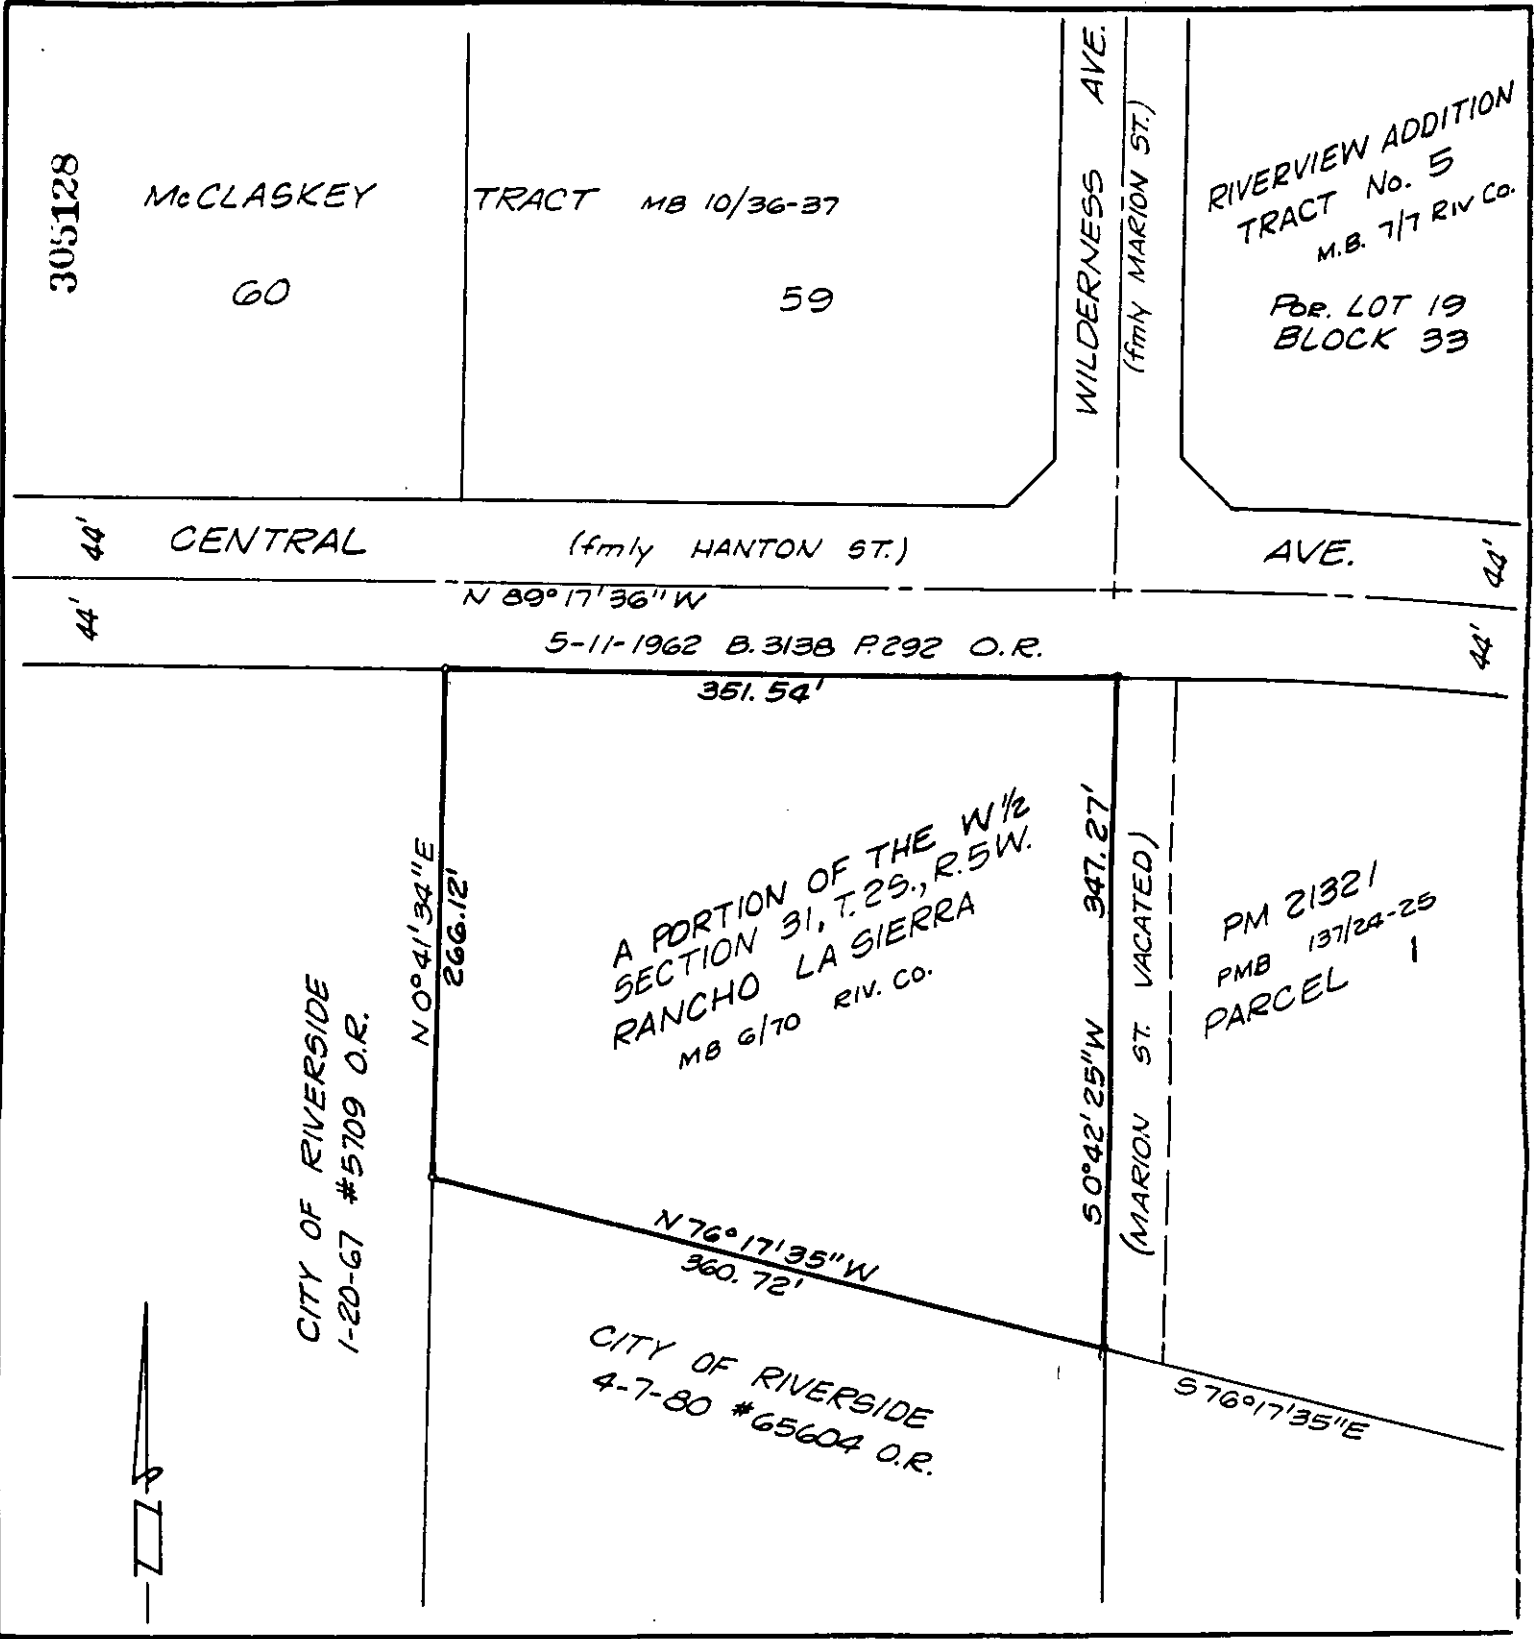 305128
McCLASKEY TRACT MB 10/36-37
60
59
WILDERNESS AVE.
(fmly MARION ST.)
RIVERVIEW ADDITION
TRACT No. 5
M.B. 7/7 RIV Co.
POR. LOT 19
BLOCK 33
44'
CENTRAL (fmly HANTON ST.) AVE.
44'
44'
N 89°17'36" W
5-11-1962 B.3138 P.292 O.R.
44'
351.54'
N 0°41'34" E
266.12'
A PORTION OF THE W 1/2
SECTION 31, T.2S., R.5W.
RANCHO LA SIERRA
MB 6/70 RIV. CO.
S 0°42'25" W 347.27'
(MARION ST. VACATED)
PM 21321
PMB 137/24-25
PARCEL 1
CITY OF RIVERSIDE
1-20-67 #5709 O.R.
N 76°17'35" W
360.72'
CITY OF RIVERSIDE
4-7-80 #65604 O.R.
S 76°17'35" E